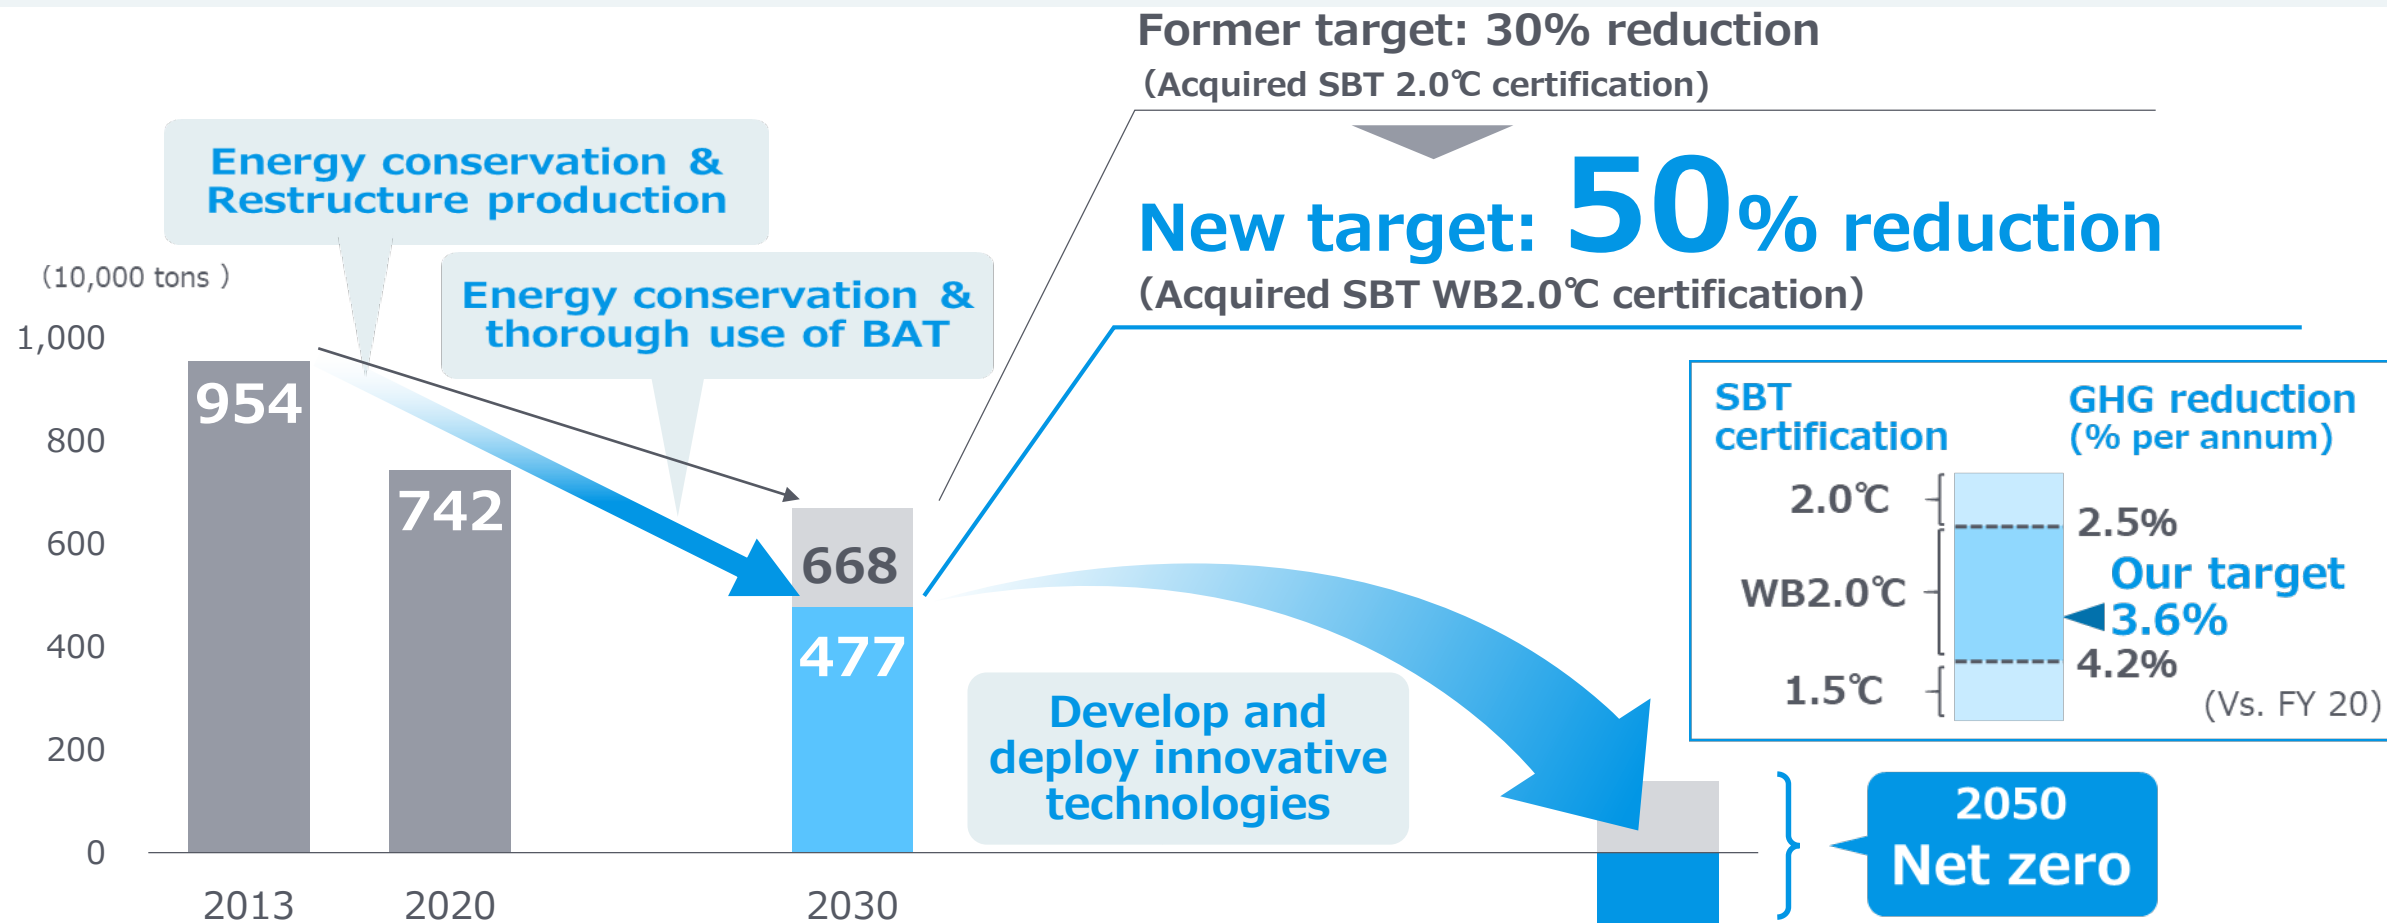 Former target: 30% reduction
(Acquired SBT 2.0℃ certification)
New target: 50% reduction
(Acquired SBT WB2.0℃ certification)
Energy conservation &
Restructure production
Energy conservation &
thorough use of BAT
(10,000 tons )
1,000
800
600
400
200
0
954
742
668
477
2013
2020
2030
Develop and
deploy innovative
technologies
SBT
certification
GHG reduction
(% per annum)
2.0℃
2.5%
WB2.0℃
Our target
3.6%
4.2%
1.5℃
(Vs. FY 20)
2050
Net zero